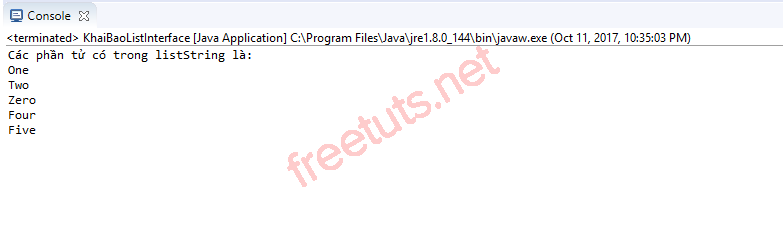 Console
<terminated> KhaiBaoListInterface [Java Application] C:\Program Files\Java\jre1.8.0_144\bin\javaw.exe (Oct 11, 2017, 10:35:03 PM)
Các phần tử có trong listString là:
One
Two
Zero
Four
Five
freetuts.net